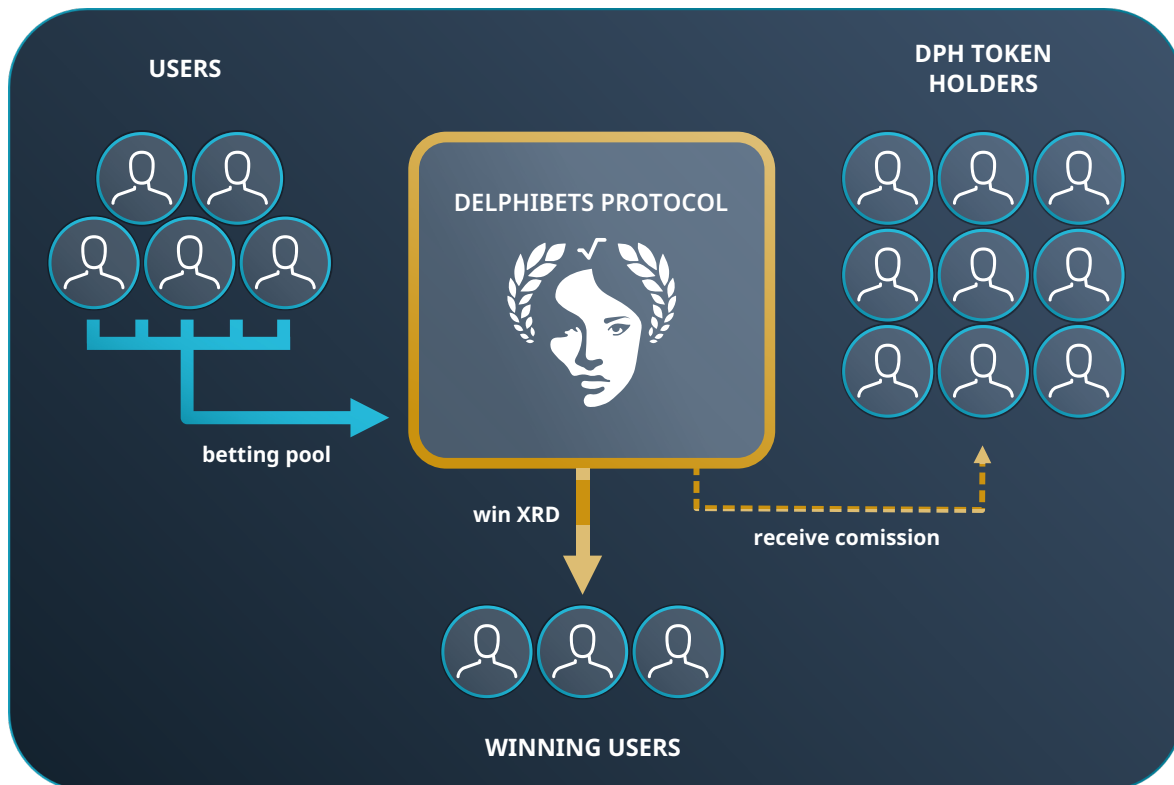 USERS
DPH TOKEN
HOLDERS
DELPHIBETS PROTOCOL
betting pool
win XRD
receive comission
WINNING USERS